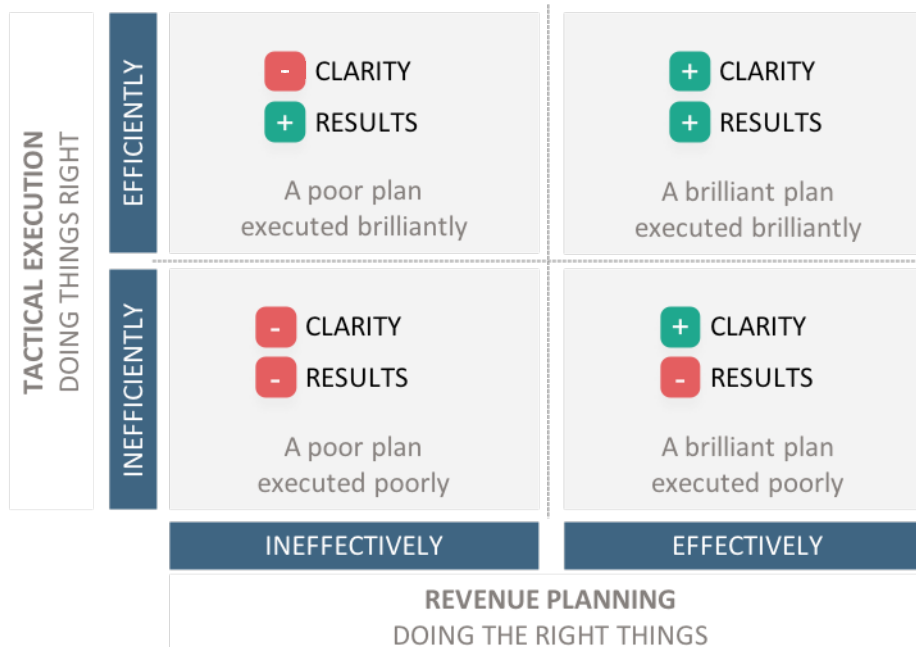 TACTICAL EXECUTION
DOING THINGS RIGHT
EFFICIENTLY
- CLARITY
+ RESULTS
A poor plan
executed brilliantly
+ CLARITY
+ RESULTS
A brilliant plan
executed brilliantly
INEFFICIENTLY
- CLARITY
- RESULTS
A poor plan
executed poorly
+ CLARITY
- RESULTS
A brilliant plan
executed poorly
INEFFECTIVELY
EFFECTIVELY
REVENUE PLANNING
DOING THE RIGHT THINGS